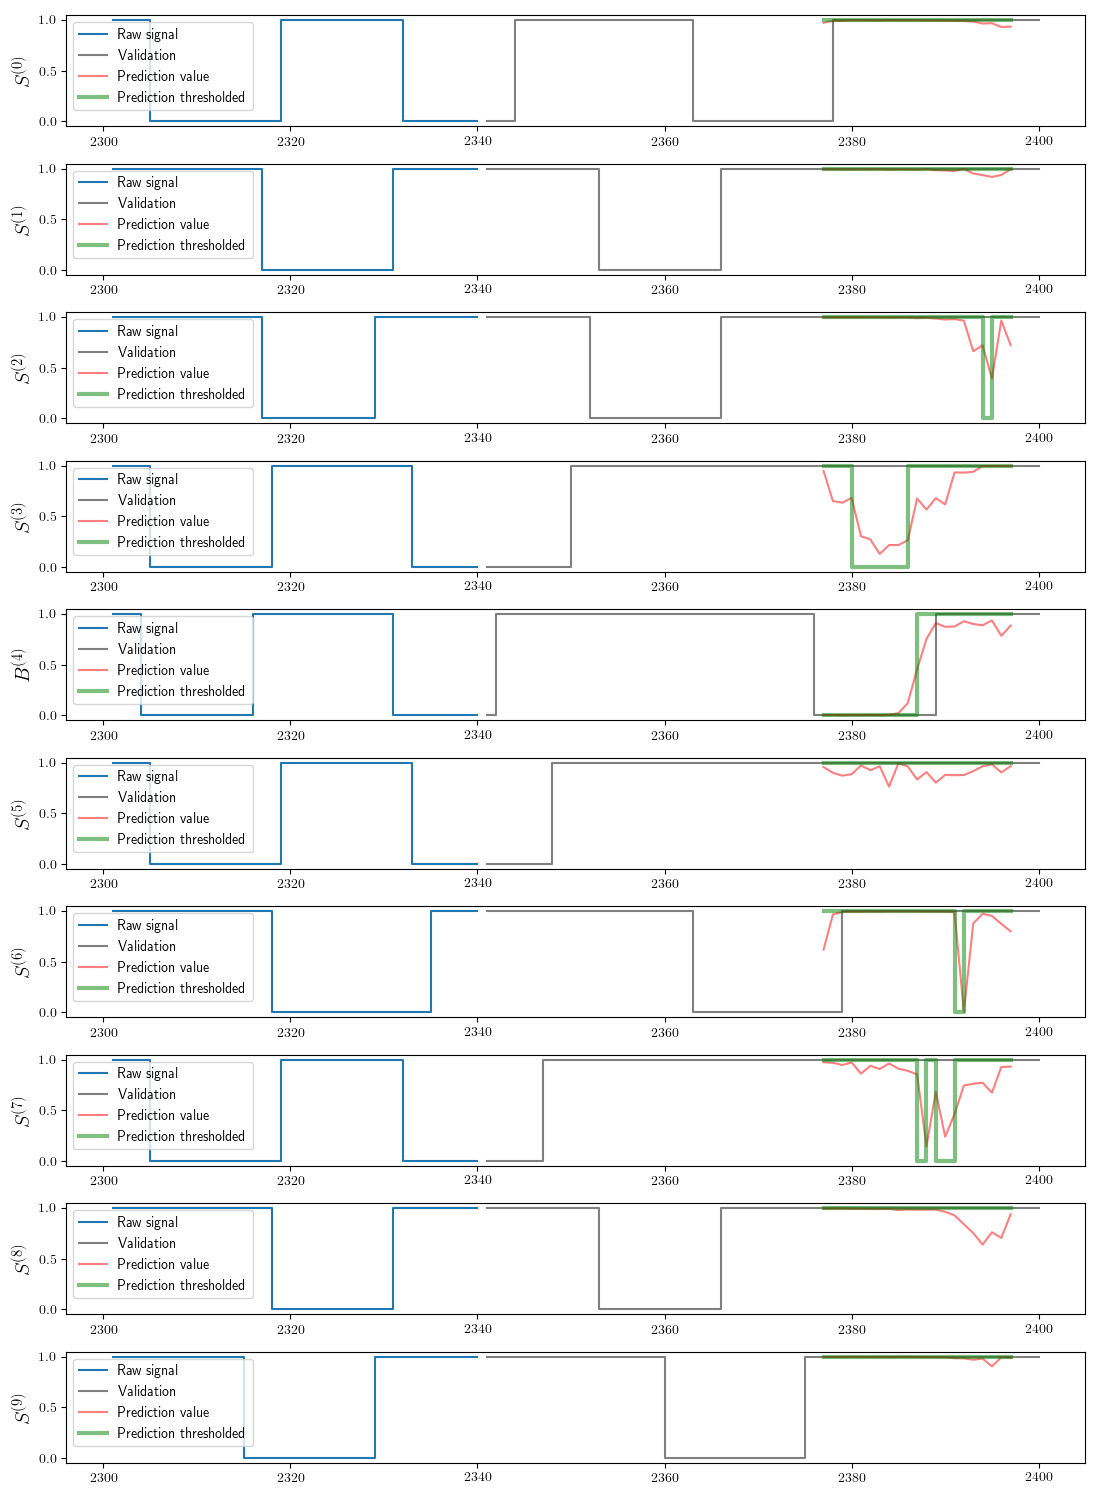 1.0
0.5
0.0
S^(0)
Raw signal
Validation
Prediction value
Prediction thresholded
2300 2320 2340 2360 2380 2400
1.0
0.5
0.0
S^(1)
Raw signal
Validation
Prediction value
Prediction thresholded
2300 2320 2340 2360 2380 2400
1.0
0.5
0.0
S^(2)
Raw signal
Validation
Prediction value
Prediction thresholded
2300 2320 2340 2360 2380 2400
1.0
0.5
0.0
S^(3)
Raw signal
Validation
Prediction value
Prediction thresholded
2300 2320 2340 2360 2380 2400
1.0
0.5
0.0
B^(4)
Raw signal
Validation
Prediction value
Prediction thresholded
2300 2320 2340 2360 2380 2400
1.0
0.5
0.0
S^(5)
Raw signal
Validation
Prediction value
Prediction thresholded
2300 2320 2340 2360 2380 2400
1.0
0.5
0.0
S^(6)
Raw signal
Validation
Prediction value
Prediction thresholded
2300 2320 2340 2360 2380 2400
1.0
0.5
0.0
S^(7)
Raw signal
Validation
Prediction value
Prediction thresholded
2300 2320 2340 2360 2380 2400
1.0
0.5
0.0
S^(8)
Raw signal
Validation
Prediction value
Prediction thresholded
2300 2320 2340 2360 2380 2400
1.0
0.5
0.0
S^(9)
Raw signal
Validation
Prediction value
Prediction thresholded
2300 2320 2340 2360 2380 2400